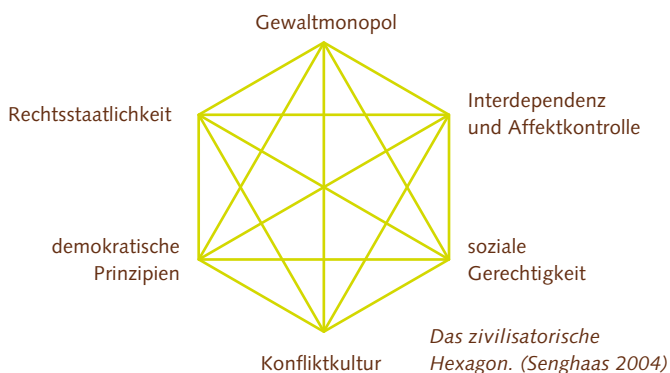 Gewaltmonopol
Rechtsstaatlichkeit
Interdependenz
und Affektkontrolle
demokratische
Prinzipien
soziale
Gerechtigkeit
Konfliktkultur
Das zivilisatorische
Hexagon. (Senghaas 2004)